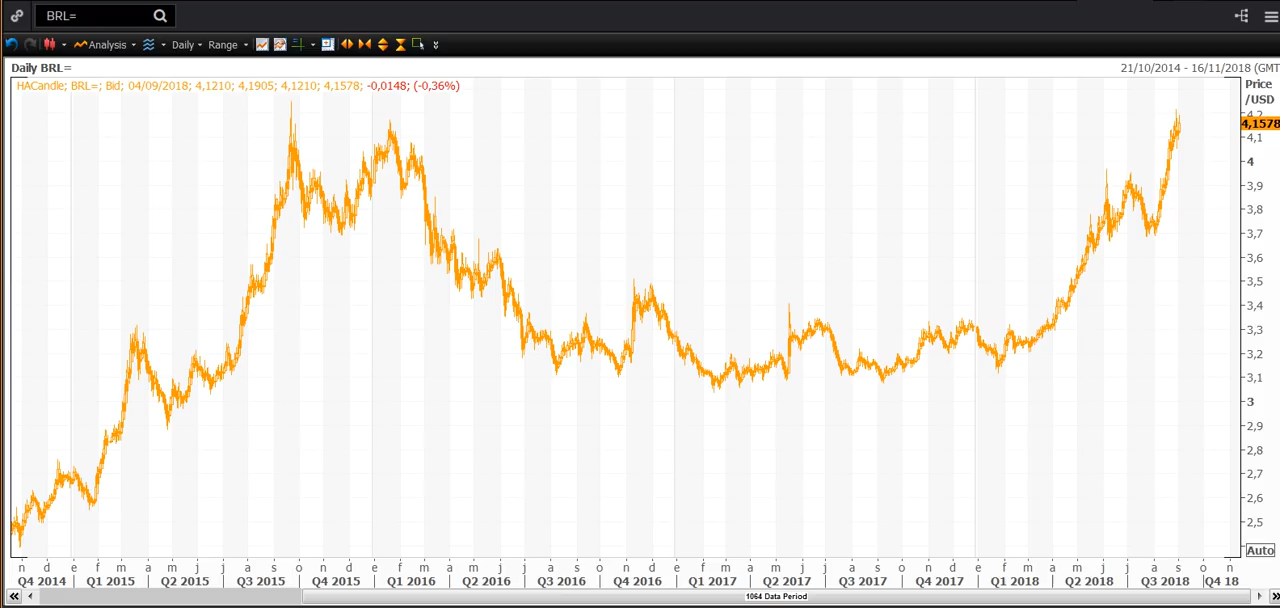 BRL=
Analysis Daily Range
Daily BRL= 21/10/2014 - 16/11/2018 (GMT
HACandle; BRL=; Bid; 04/09/2018; 4,1210; 4,1905; 4,1210; 4,1578; -0,0148; (-0,36%)
Price
/USD
4,2
4,1578
4,1
4
3,9
3,8
3,7
3,6
3,5
3,4
3,3
3,2
3,1
3
2,9
2,8
2,7
2,6
2,5
Auto
n d e f m a m j j a s o n d e f m a m j j a s o n d e f m a m j j a s o n d e f m a m j j a s o n
Q4 2014 Q1 2015 Q2 2015 Q3 2015 Q4 2015 Q1 2016 Q2 2016 Q3 2016 Q4 2016 Q1 2017 Q2 2017 Q3 2017 Q4 2017 Q1 2018 Q2 2018 Q3 2018 Q4 18
1064 Data Period